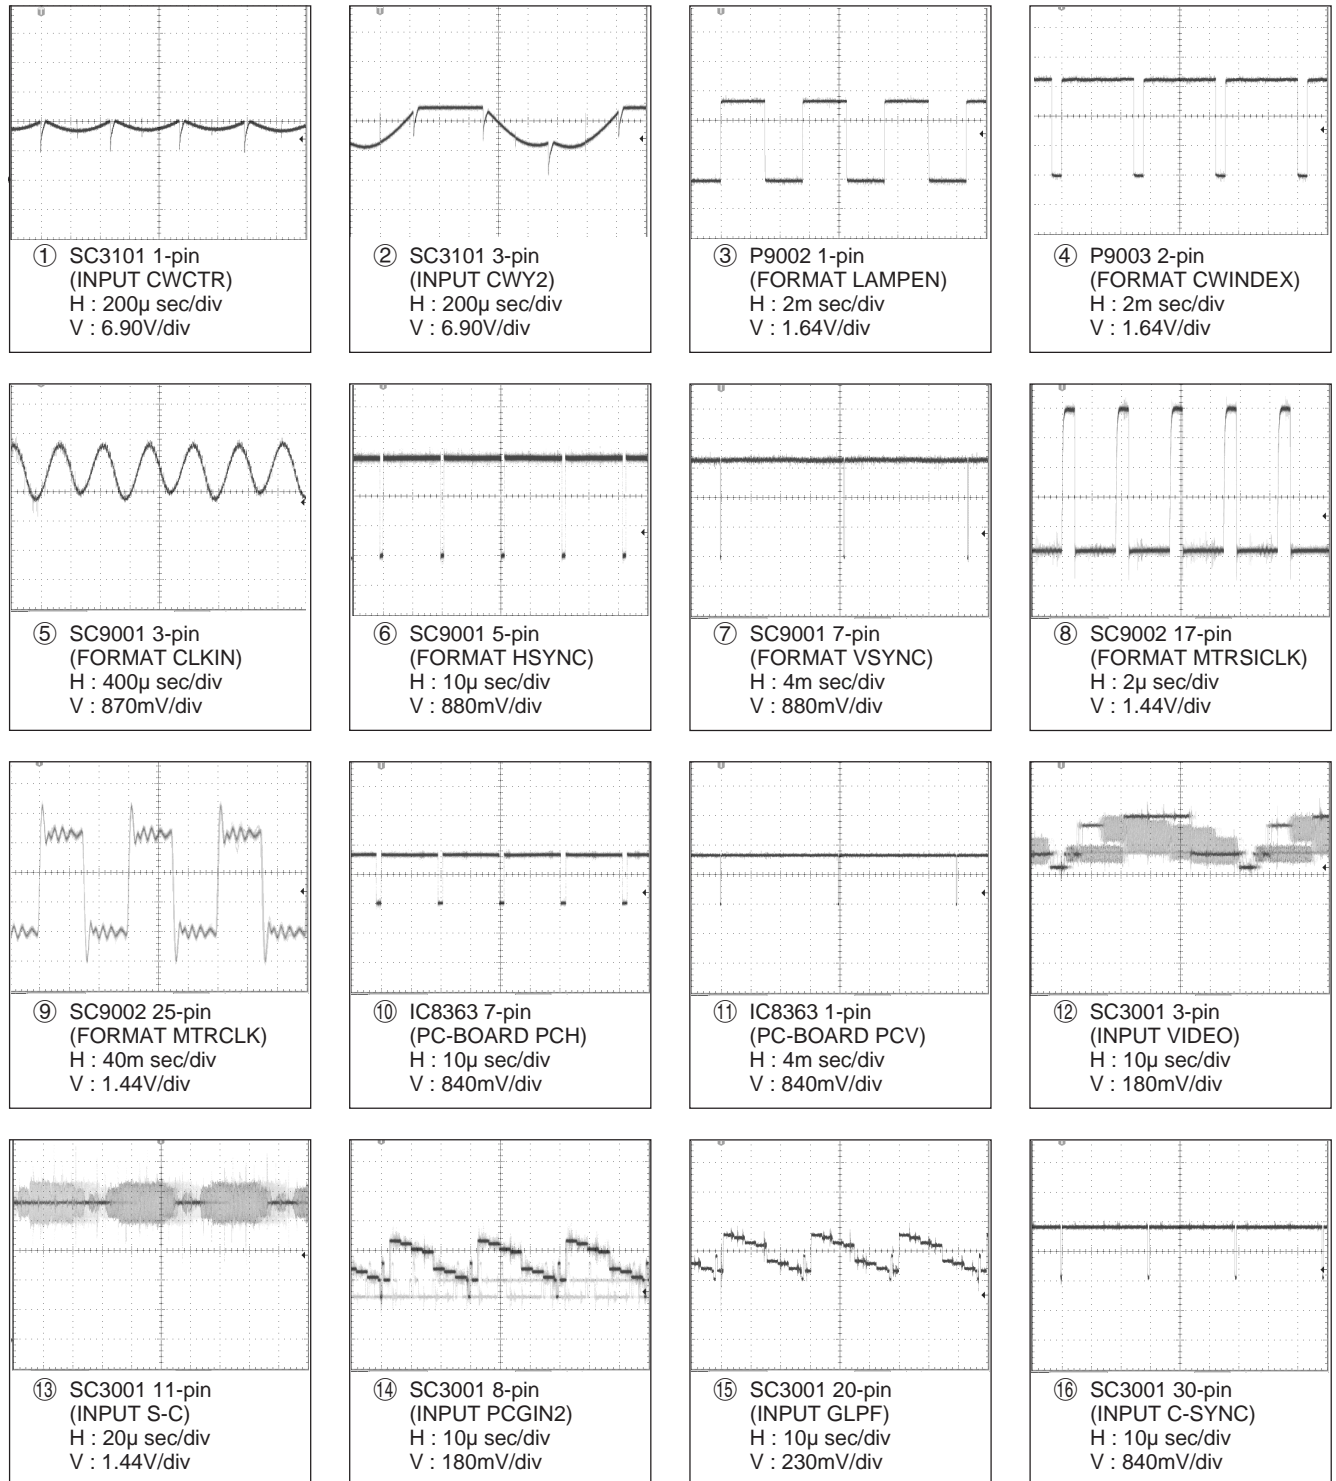 ① SC3101 1-pin
(INPUT CWCTR)
H : 200µ sec/div
V : 6.90V/div
② SC3101 3-pin
(INPUT CWY2)
H : 200µ sec/div
V : 6.90V/div
③ P9002 1-pin
(FORMAT LAMPEN)
H : 2m sec/div
V : 1.64V/div
④ P9003 2-pin
(FORMAT CWINDEX)
H : 2m sec/div
V : 1.64V/div
⑤ SC9001 3-pin
(FORMAT CLKIN)
H : 400µ sec/div
V : 870mV/div
⑥ SC9001 5-pin
(FORMAT HSYNC)
H : 10µ sec/div
V : 880mV/div
⑦ SC9001 7-pin
(FORMAT VSYNC)
H : 4m sec/div
V : 880mV/div
⑧ SC9002 17-pin
(FORMAT MTRSICLK)
H : 2µ sec/div
V : 1.44V/div
⑨ SC9002 25-pin
(FORMAT MTRCLK)
H : 40m sec/div
V : 1.44V/div
⑩ IC8363 7-pin
(PC-BOARD PCH)
H : 10µ sec/div
V : 840mV/div
⑪ IC8363 1-pin
(PC-BOARD PCV)
H : 4m sec/div
V : 840mV/div
⑫ SC3001 3-pin
(INPUT VIDEO)
H : 10µ sec/div
V : 180mV/div
⑬ SC3001 11-pin
(INPUT S-C)
H : 20µ sec/div
V : 1.44V/div
⑭ SC3001 8-pin
(INPUT PCGIN2)
H : 10µ sec/div
V : 180mV/div
⑮ SC3001 20-pin
(INPUT GLPF)
H : 10µ sec/div
V : 230mV/div
⑯ SC3001 30-pin
(INPUT C-SYNC)
H : 10µ sec/div
V : 840mV/div